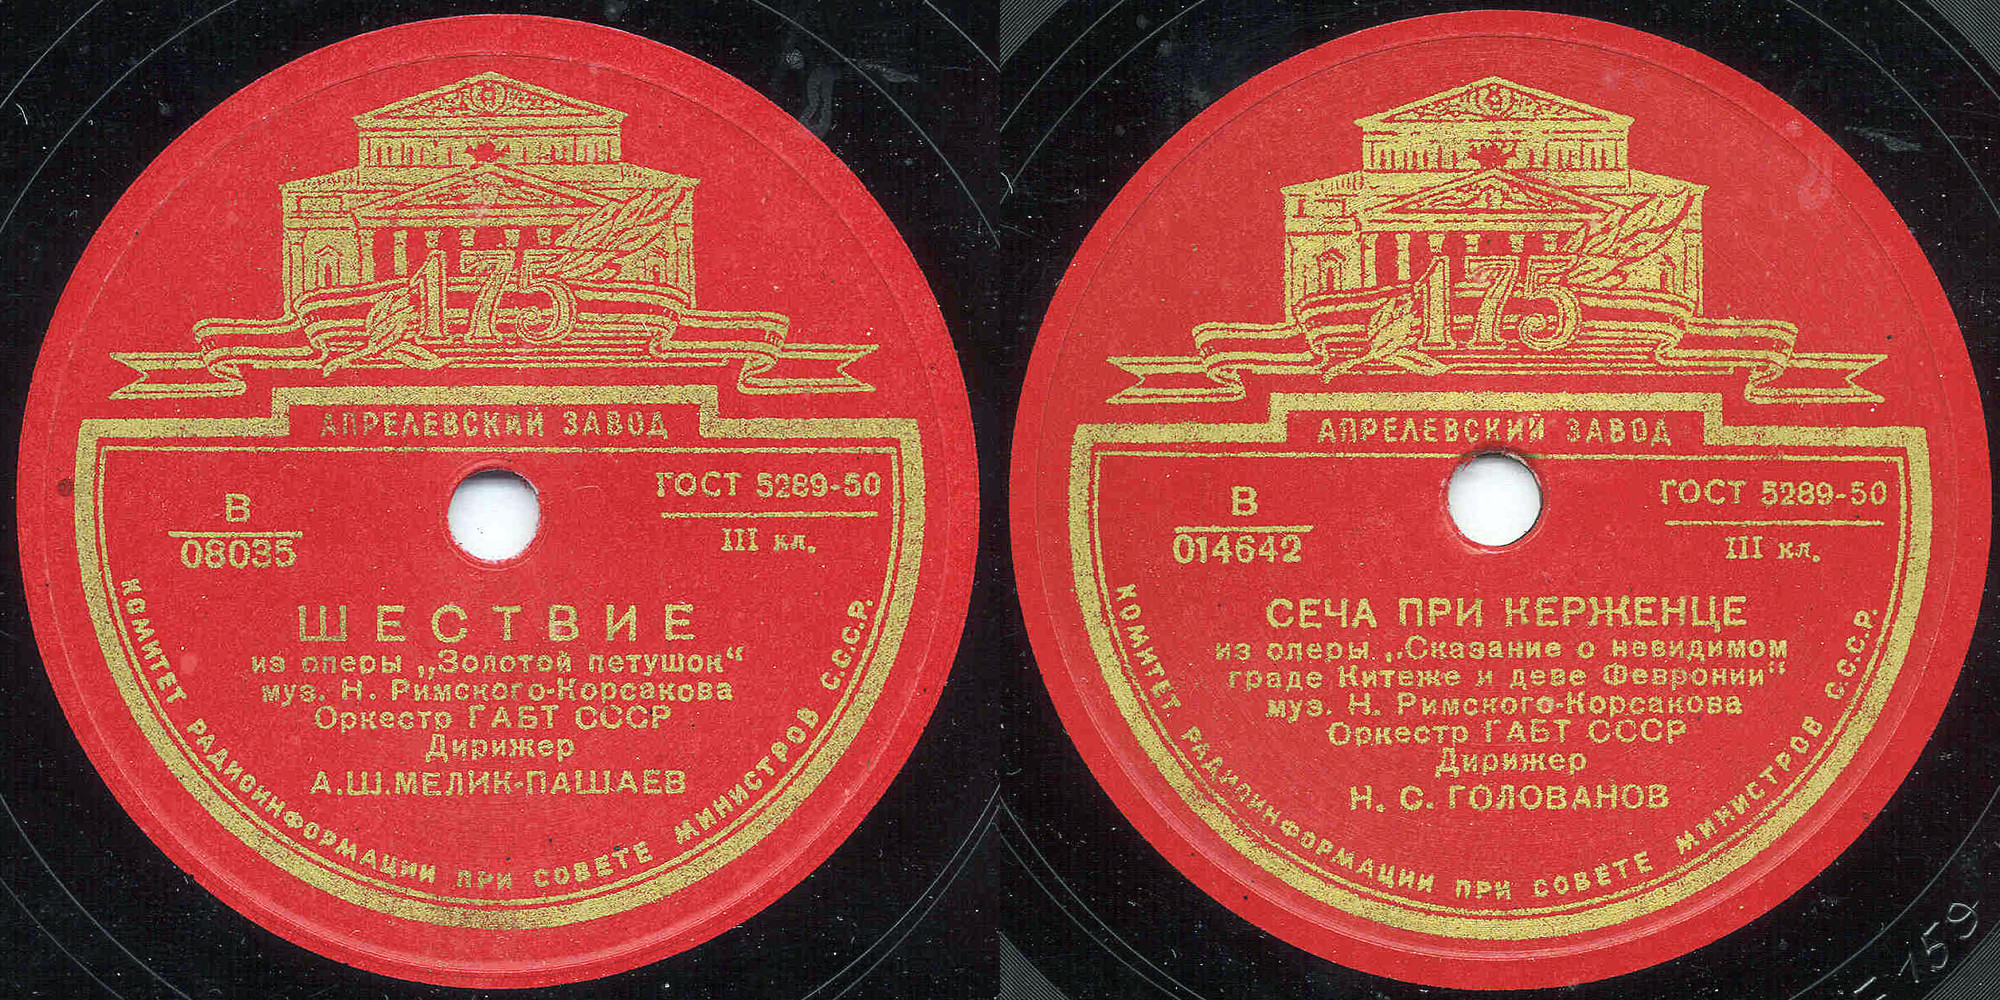 175
АПРЕЛЕВСКИЙ ЗАВОД
В
08035
ГОСТ 5289-50
III кл.
ШЕСТВИЕ
из оперы „Золотой петушок“
муз. Н. Римского-Корсакова
Оркестр ГАБТ СССР
Дирижер
А.Ш.МЕЛИК-ПАШАЕВ
КОМИТЕТ РАДИОИНФОРМАЦИИ ПРИ СОВЕТЕ МИНИСТРОВ С.С.С.Р.
175
АПРЕЛЕВСКИЙ ЗАВОД
В
014642
ГОСТ 5289-50
III кл.
СЕЧА ПРИ КЕРЖЕНЦЕ
из оперы „Сказание о невидимом
граде Китеже и деве Февронии“
муз. Н. Римского-Корсакова
Оркестр ГАБТ СССР
Дирижер
Н. С. ГОЛОВАНОВ
КОМИТЕТ РАДИОИНФОРМАЦИИ ПРИ СОВЕТЕ МИНИСТРОВ С.С.С.Р.
- 159